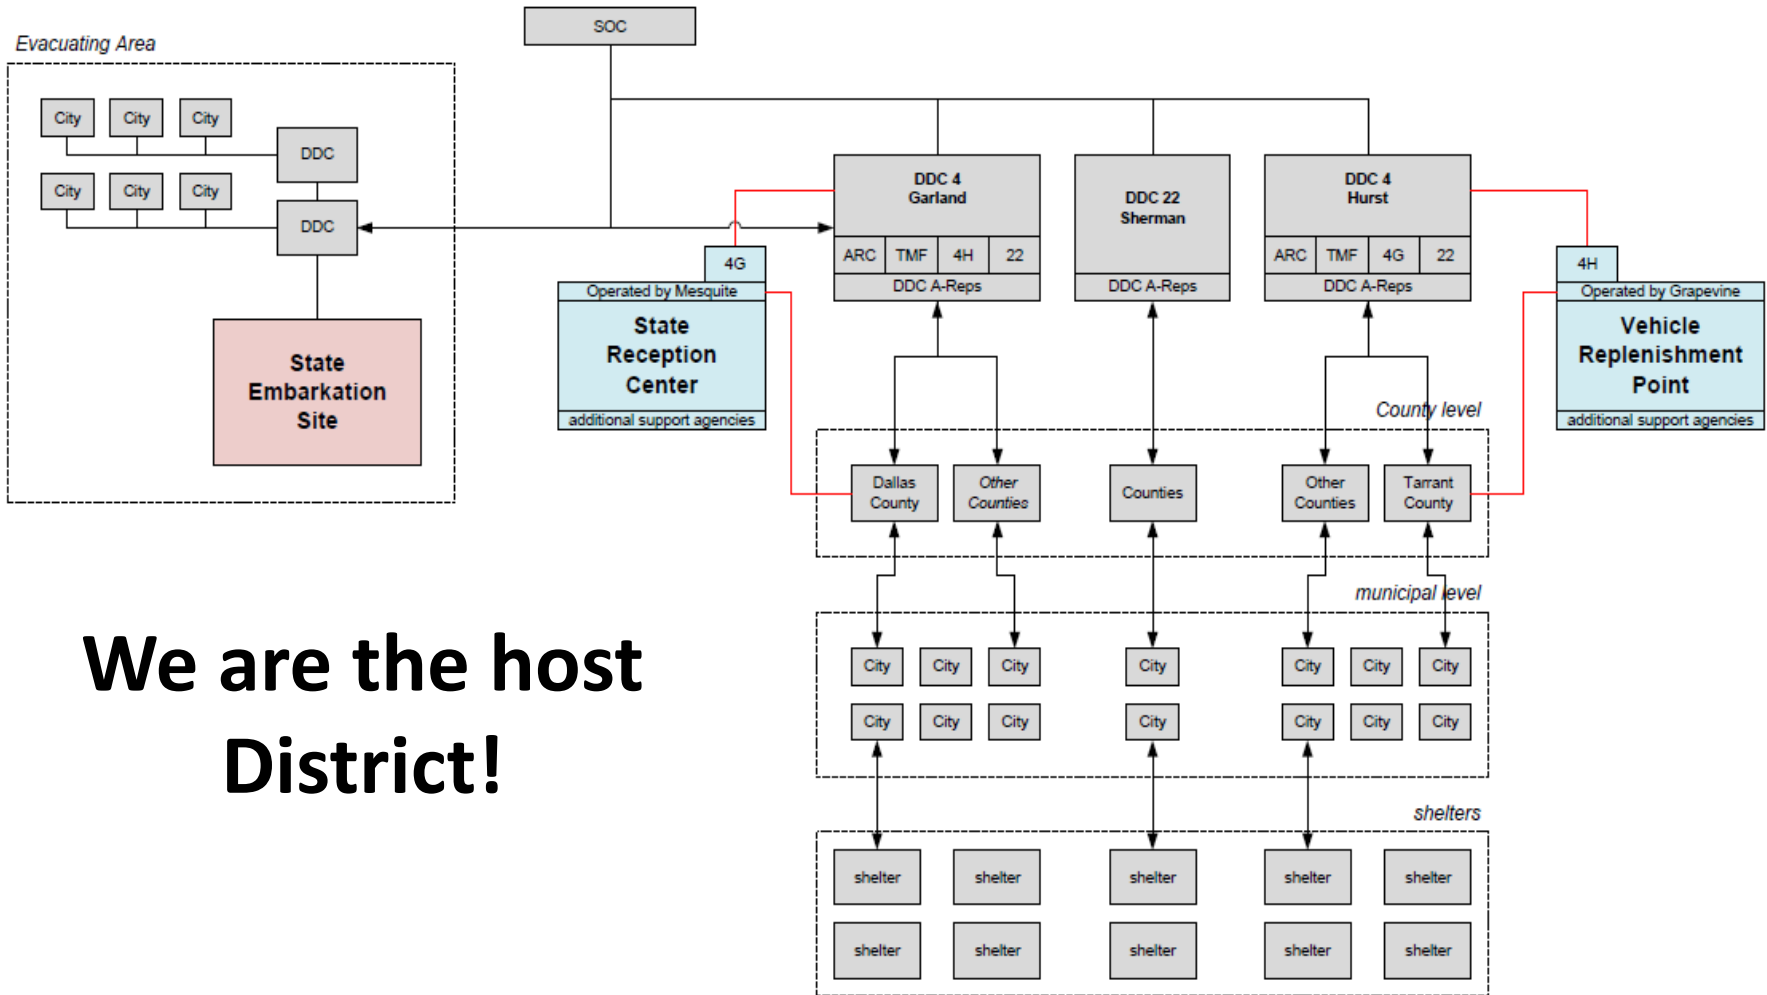 SOC
Evacuating Area
City
City
City
DDC
City
City
City
DDC
State
Embarkation
Site
DDC 4
Garland
ARC
TMF
4H
22
DDC A-Reps
DDC 22
Sherman
DDC A-Reps
DDC 4
Hurst
ARC
TMF
4G
22
DDC A-Reps
4G
Operated by Mesquite
State
Reception
Center
additional support agencies
4H
Operated by Grapevine
Vehicle
Replenishment
Point
additional support agencies
County level
Dallas
County
Other
Counties
Counties
Other
Counties
Tarrant
County
municipal level
City
City
City
City
City
City
City
City
City
City
City
City
City
City
shelters
shelter
shelter
shelter
shelter
shelter
shelter
shelter
shelter
shelter
shelter
We are the host
District!